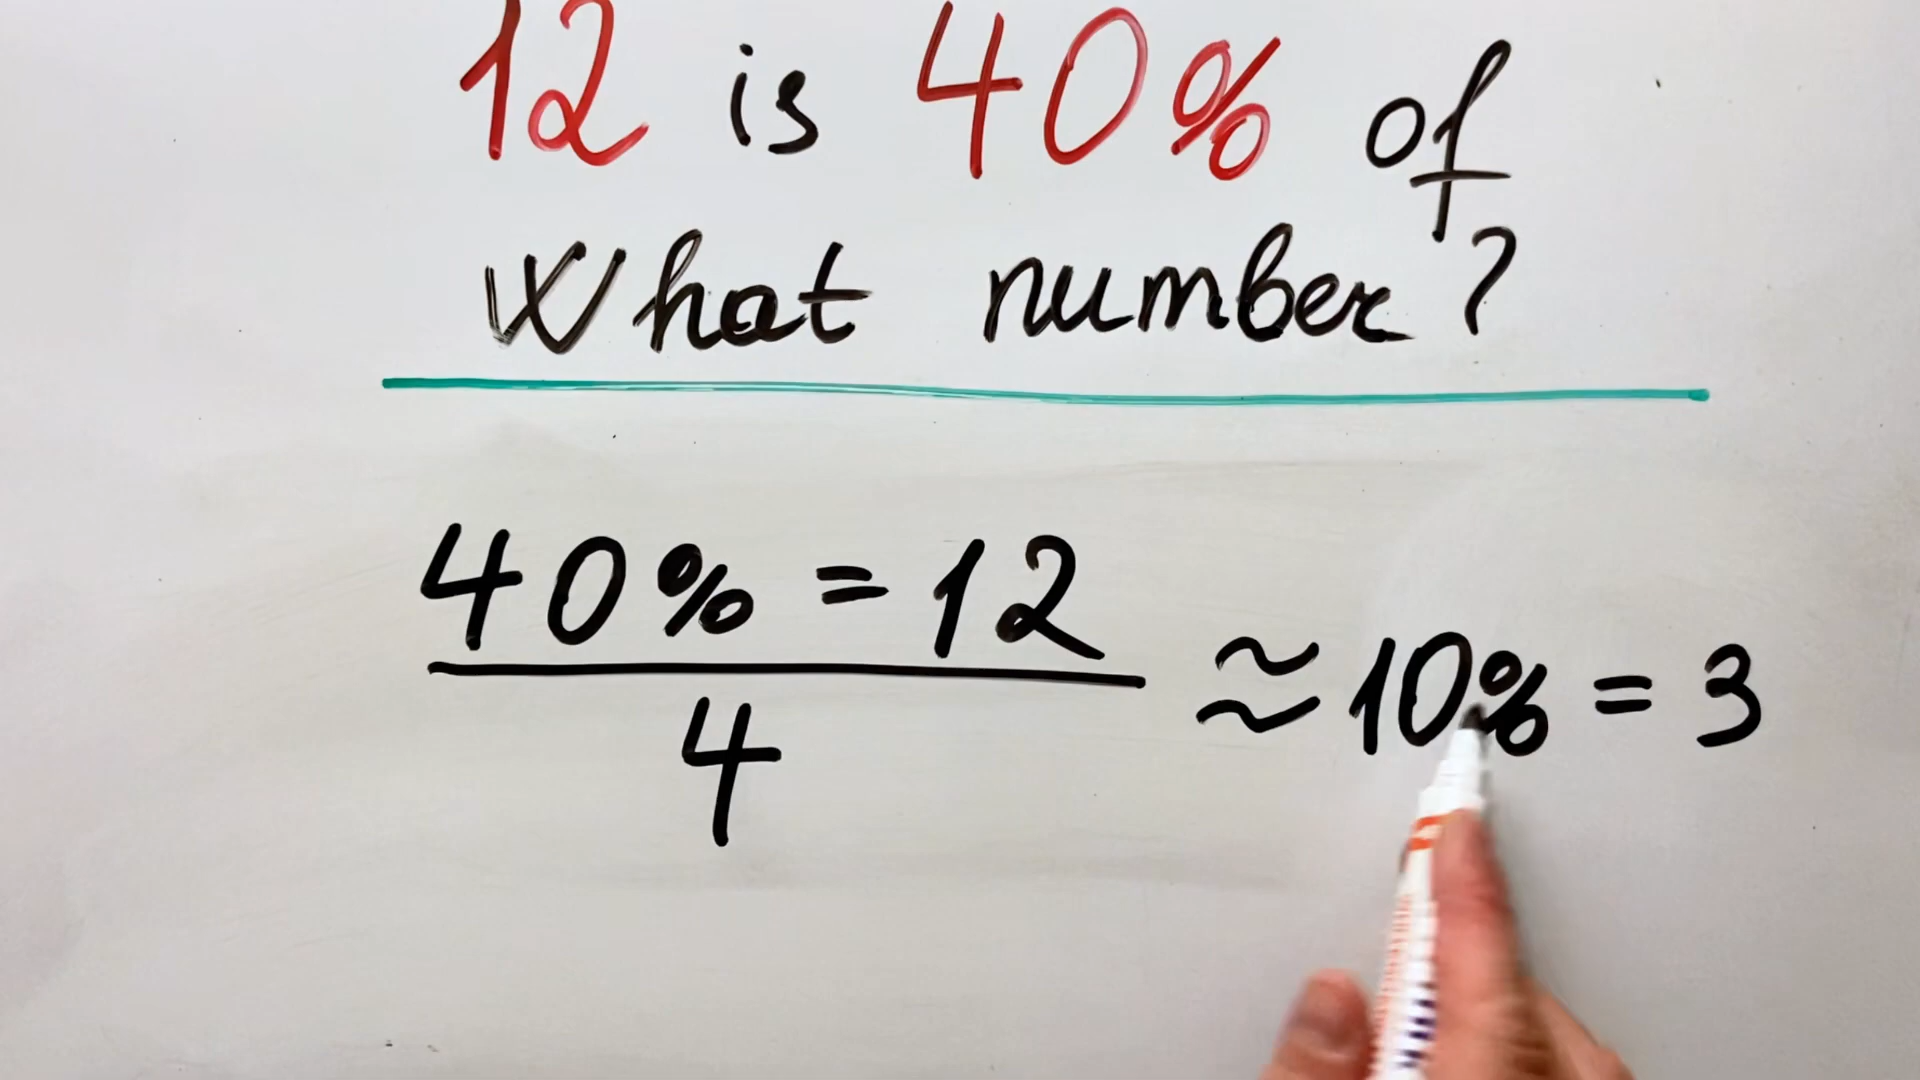 12 is 40% of
What number?
40% = 12
4
≈ 10% = 3